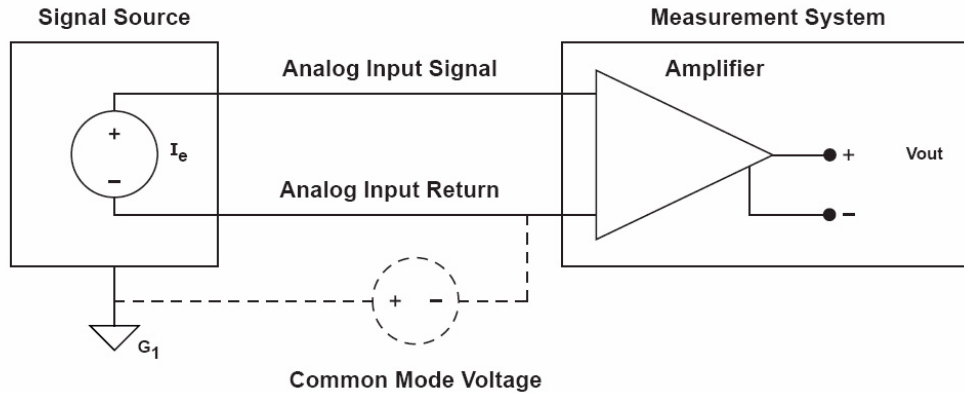 Signal Source
Measurement System
Analog Input Signal
Amplifier
+
Iₑ
−
+
Vout
Analog Input Return
−
+ −
G₁
Common Mode Voltage